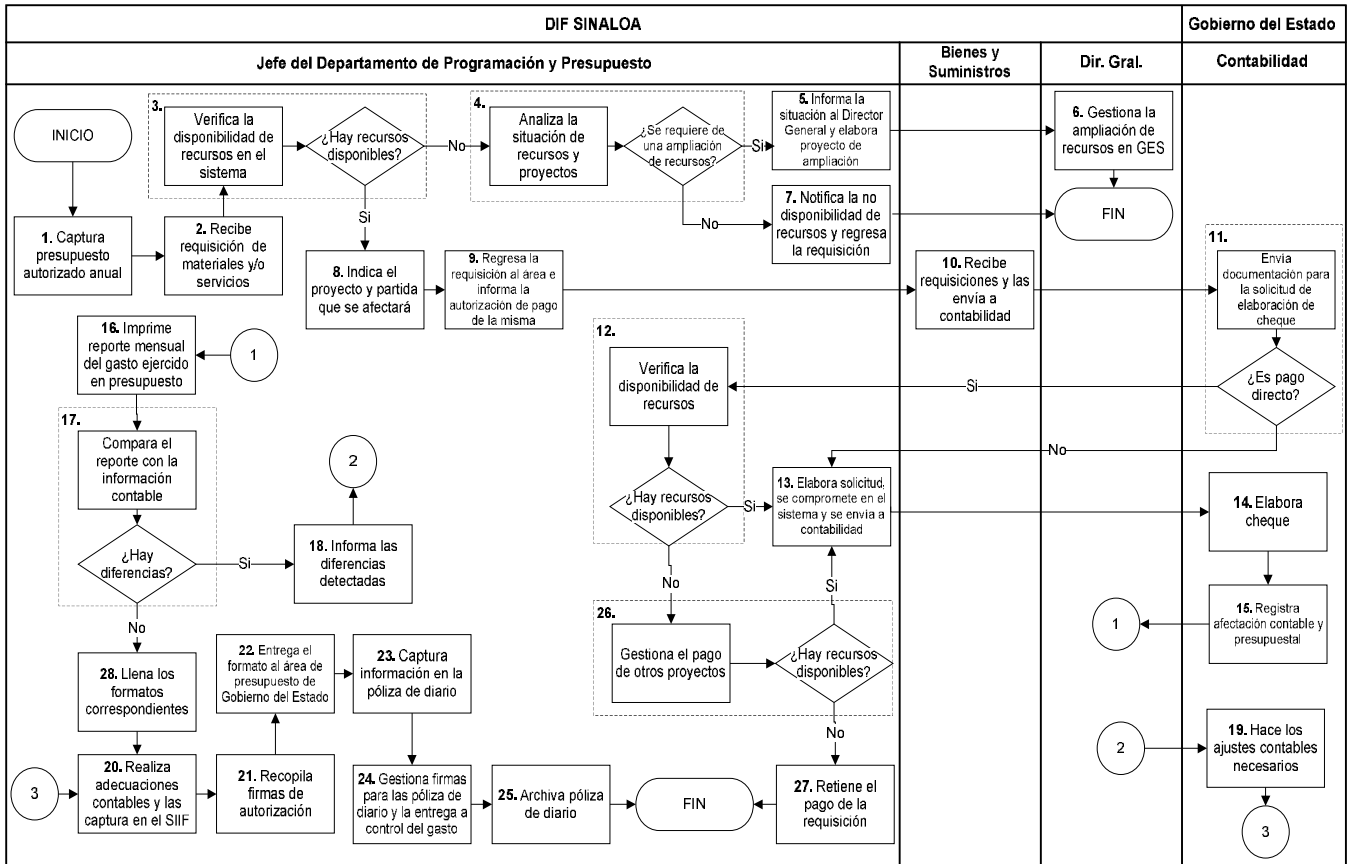 DIF SINALOA
Gobierno del Estado
Jefe del Departamento de Programación y Presupuesto
Bienes y
Suministros
Dir. Gral.
Contabilidad
INICIO
1. Captura
presupuesto
autorizado anual
2. Recibe
requisición de
materiales y/o
servicios
3.
Verifica la
disponibilidad de
recursos en el
sistema
¿Hay recursos
disponibles?
No
Si
4.
Analiza la
situación de
recursos y
proyectos
¿Se requiere de
una ampliación
de recursos?
Si
No
5. Informa la
situación al Director
General y elabora
proyecto de
ampliación
6. Gestiona la
ampliación de
recursos en GES
FIN
7. Notifica la no
disponibilidad de
recursos y regresa
la requisición
8. Indica el
proyecto y partida
que se afectará
9. Regresa la
requisición al área e
informa la
autorización de pago
de la misma
10. Recibe
requisiciones y las
envía a
contabilidad
11.
Envía
documentación para
la solicitud de
elaboración de
cheque
¿Es pago
directo?
Si
No
12.
Verifica la
disponibilidad de
recursos
¿Hay recursos
disponibles?
Si
No
13. Elabora solicitud,
se compromete en el
sistema y se envía a
contabilidad
14. Elabora
cheque
15. Registra
afectación contable y
presupuestal
1
16. Imprime
reporte mensual
del gasto ejercido
en presupuesto
1
17.
Compara el
reporte con la
información
contable
¿Hay
diferencias?
Si
No
18. Informa las
diferencias
detectadas
2
2
19. Hace los
ajustes contables
necesarios
3
3
20. Realiza
adecuaciones
contables y las
captura en el SIIF
21. Recopila
firmas de
autorización
22. Entrega el
formato al área de
presupuesto de
Gobierno del Estado
23. Captura
información en la
póliza de diario
24. Gestiona firmas
para las póliza de
diario y la entrega a
control del gasto
25. Archiva póliza
de diario
FIN
26.
Gestiona el pago
de otros proyectos
¿Hay recursos
disponibles?
Si
No
27. Retiene el
pago de la
requisición
28. Llena los
formatos
correspondientes